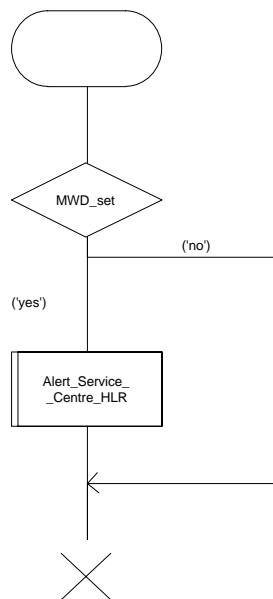 MWD_set
('no')
('yes')
Alert_Service_
_Centre_HLR